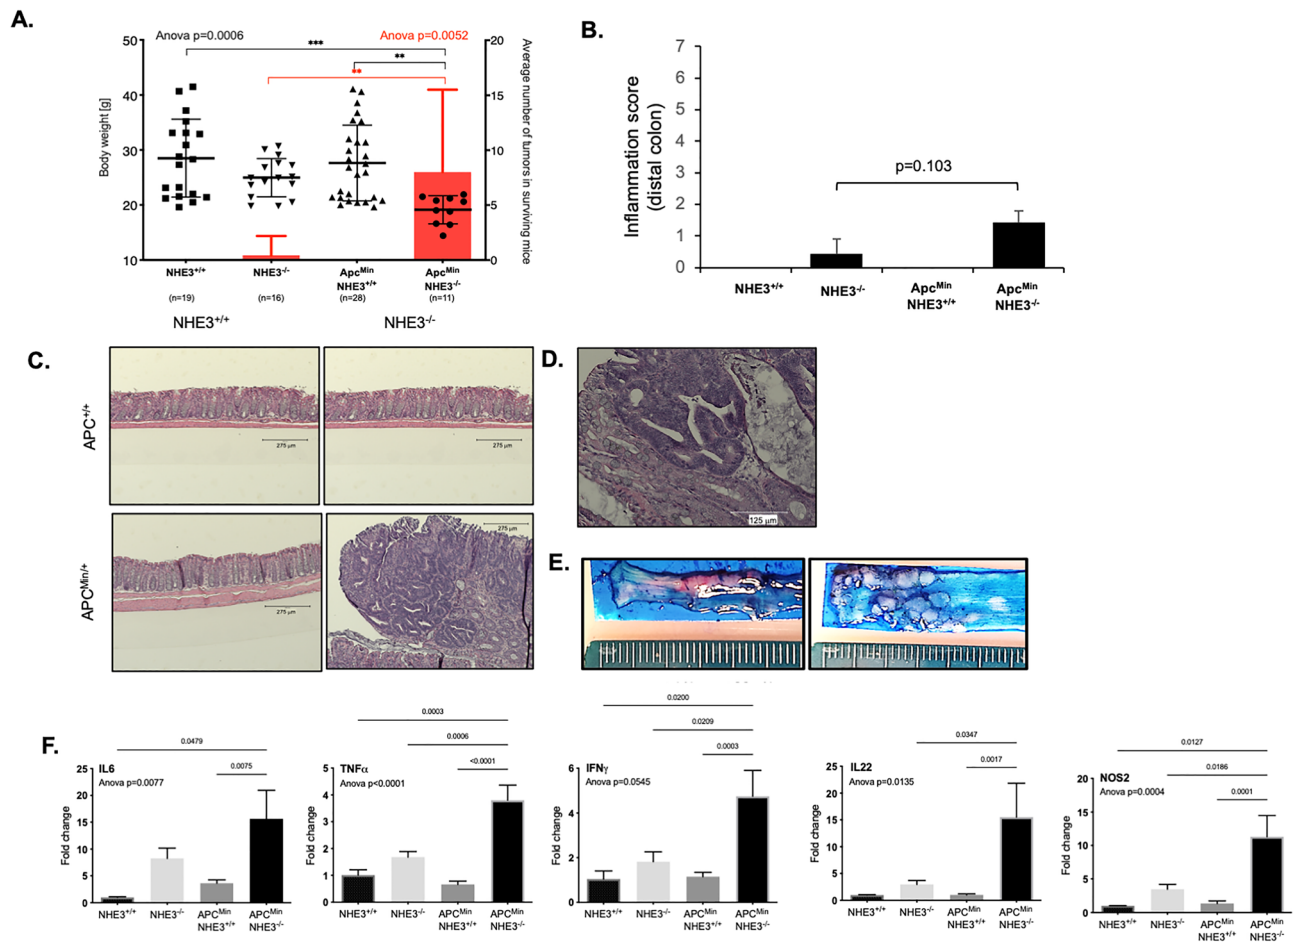 A.
Anova p=0.0006
Anova p=0.0052
***
**
**
Body weight [g]
50
40
30
20
10
20
15
10
5
0
Average number of tumors in surviving mice
NHE3+/+
NHE3-/-
ApcMin
NHE3+/+
ApcMin
NHE3-/-
(n=19)
(n=16)
(n=28)
(n=11)
B.
Inflammation score
(distal colon)
7
6
5
4
3
2
1
0
p=0.103
NHE3+/+
NHE3-/-
ApcMin
NHE3+/+
ApcMin
NHE3-/-
NHE3+/+
NHE3-/-
C.
APC+/+
275 µm
275 µm
APCMin/+
275 µm
275 µm
D.
125 µm
E.
F.
0.0479
0.0075
IL6
Anova p=0.0077
Fold change
25
20
15
10
5
0
NHE3+/+
NHE3-/-
APCMin
NHE3+/+
APCMin
NHE3-/-
0.0003
0.0006
<0.0001
TNFα
Anova p<0.0001
Fold change
5
4
3
2
1
0
NHE3+/+
NHE3-/-
APCMin
NHE3+/+
APCMin
NHE3-/-
0.0200
0.0209
0.0003
IFNγ
Anova p=0.0545
Fold change
6
4
2
0
NHE3+/+
NHE3-/-
APCMin
NHE3+/+
APCMin
NHE3-/-
0.0347
0.0017
IL22
Anova p=0.0135
Fold change
25
20
15
10
5
0
NHE3+/+
NHE3-/-
APCMin
NHE3+/+
APCMin
NHE3-/-
0.0127
0.0186
0.0001
NOS2
Anova p=0.0004
Fold change
20
15
10
5
0
NHE3+/+
NHE3-/-
APCMin
NHE3+/+
APCMin
NHE3-/-